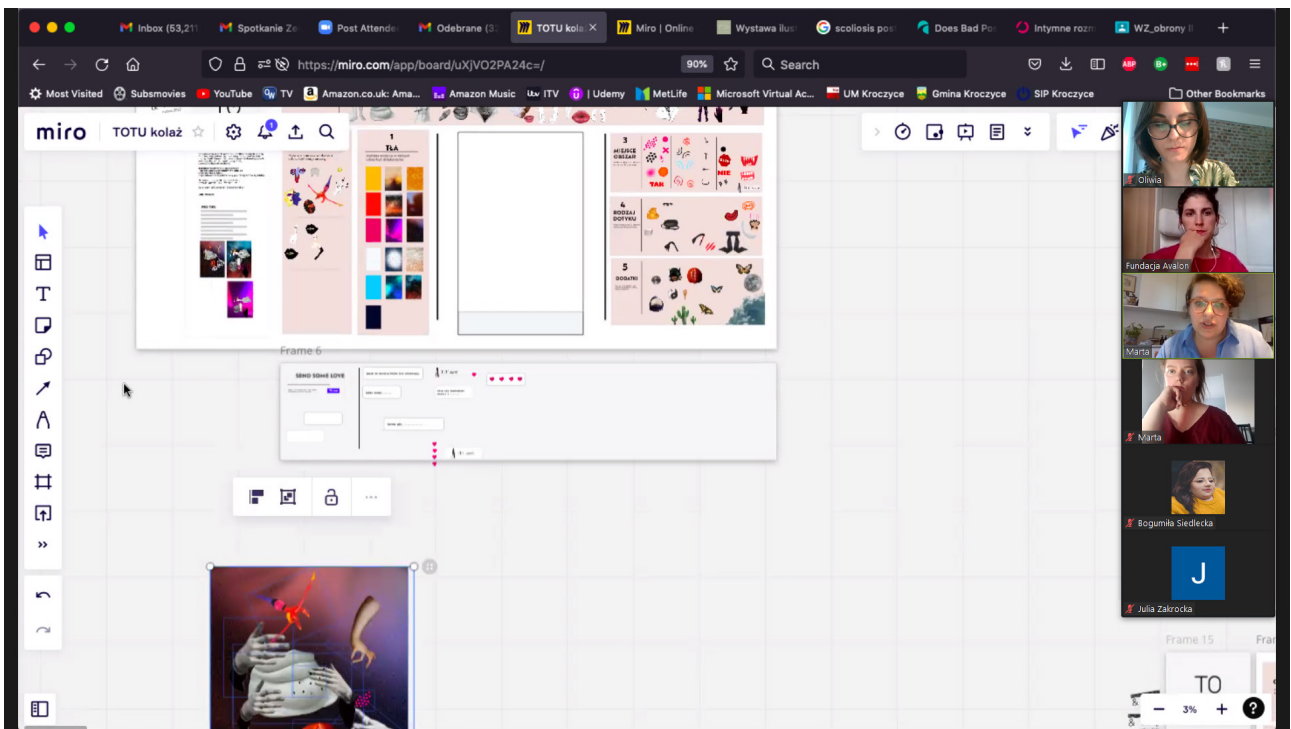 Inbox (53,211
Spotkanie Ze
Post Attende
Odebrane (3
TOTU kola
Miro | Online
Wystawa ilus
scoliosis post
Does Bad Po
Intymne rozm
WZ_obrony I
https://miro.com/app/board/uXjVO2PA24c=/
90%
Search
Most Visited
Subsmovies
YouTube
TV
Amazon.co.uk: Ama...
Amazon Music
ITV
| Udemy
MetLife
Microsoft Virtual Ac...
UM Kroczyce
Gmina Kroczyce
SIP Kroczyce
Other Bookmarks
miro
TOTU kolaż
1
TŁA
3
MIEJSCE
OBSZAR
TAK
NIE
4
RODZAJ
DOTYKU
5
DODATKI
Frame 6
SEND SOME LOVE
Oliwia
Fundacja Avalon
Marta
Marta
Bogumiła Siedlecka
J
Julia Zakrocka
Frame 15
Fra
TO
3%